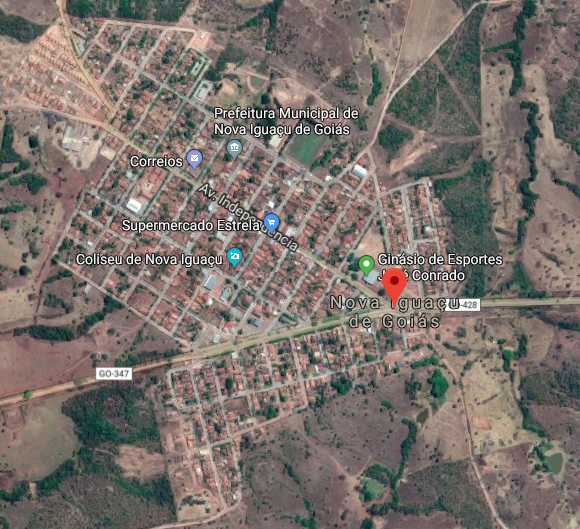 Prefeitura Municipal de
Nova Iguaçu de Goiás
Correios
Av. Independência
Supermercado Estrela
Coliseu de Nova Iguaçu
Ginásio de Esportes
José Conrado
Nova Iguaçu
de Goiás
-428
GO-347